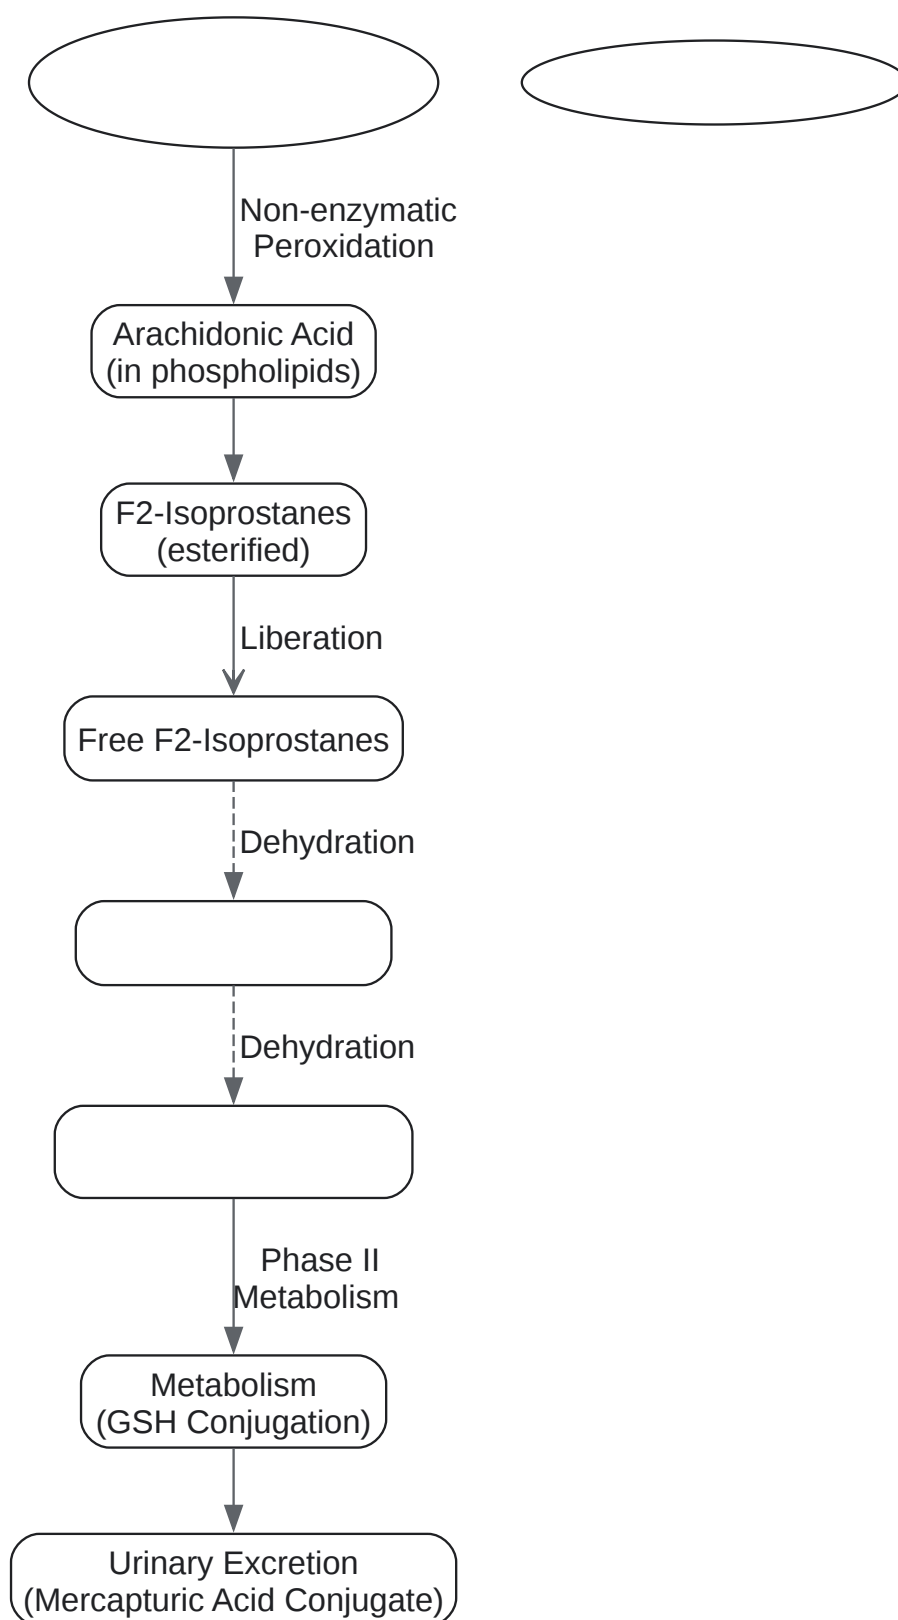 Non-enzymatic
Peroxidation
Arachidonic Acid
(in phospholipids)
F2-Isoprostanes
(esterified)
Liberation
Free F2-Isoprostanes
Dehydration
Dehydration
Phase II
Metabolism
Metabolism
(GSH Conjugation)
Urinary Excretion
(Mercapturic Acid Conjugate)